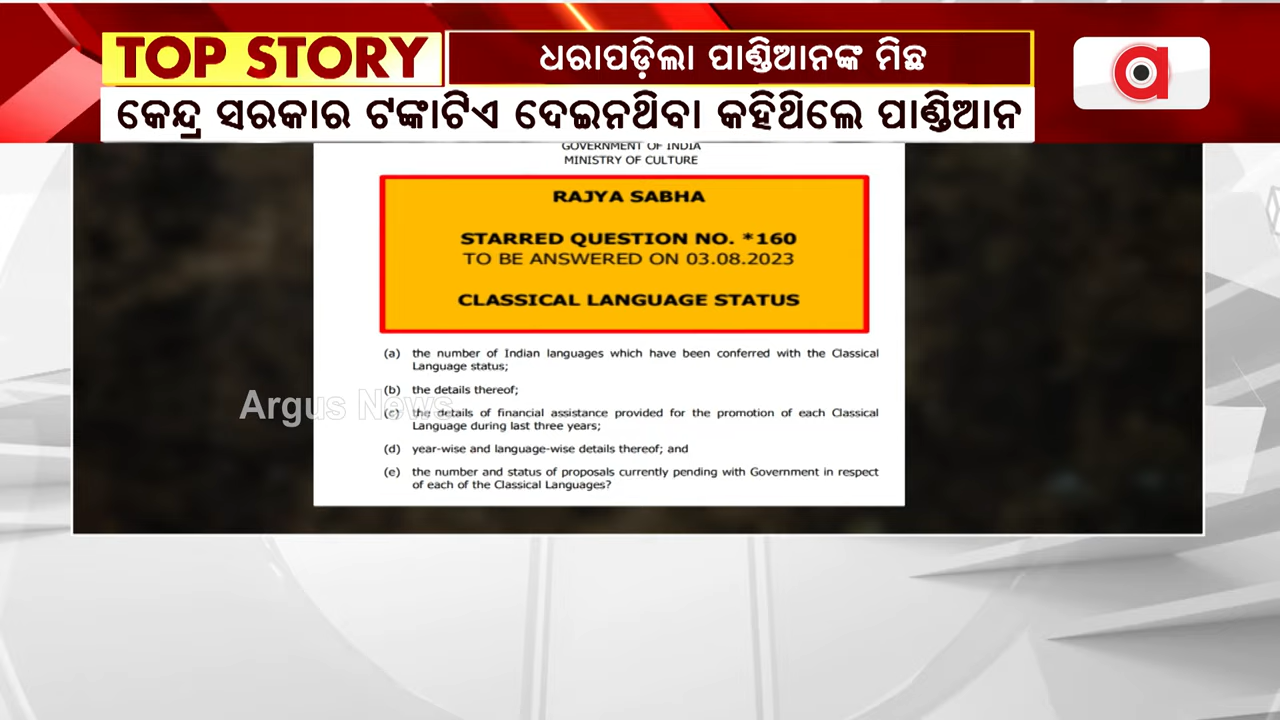 TOP STORY
ଧରାପଡ଼ିଲା ପାଣ୍ଡିଆନଙ୍କ ମିଛ
କେନ୍ଦ୍ର ସରକାର ଟଙ୍କାଟିଏ ଦେଇନଥିବା କହିଥିଲେ ପାଣ୍ଡିଆନ
GOVERNMENT OF INDIA
MINISTRY OF CULTURE
RAJYA SABHA
STARRED QUESTION NO. *160
TO BE ANSWERED ON 03.08.2023
CLASSICAL LANGUAGE STATUS
(a) the number of Indian languages which have been conferred with the Classical
Language status;
(b) the details thereof;
Argus News
(c) the details of financial assistance provided for the promotion of each Classical
Language during last three years;
(d) year-wise and language-wise details thereof; and
(e) the number and status of proposals currently pending with Government in respect
of each of the Classical Languages?